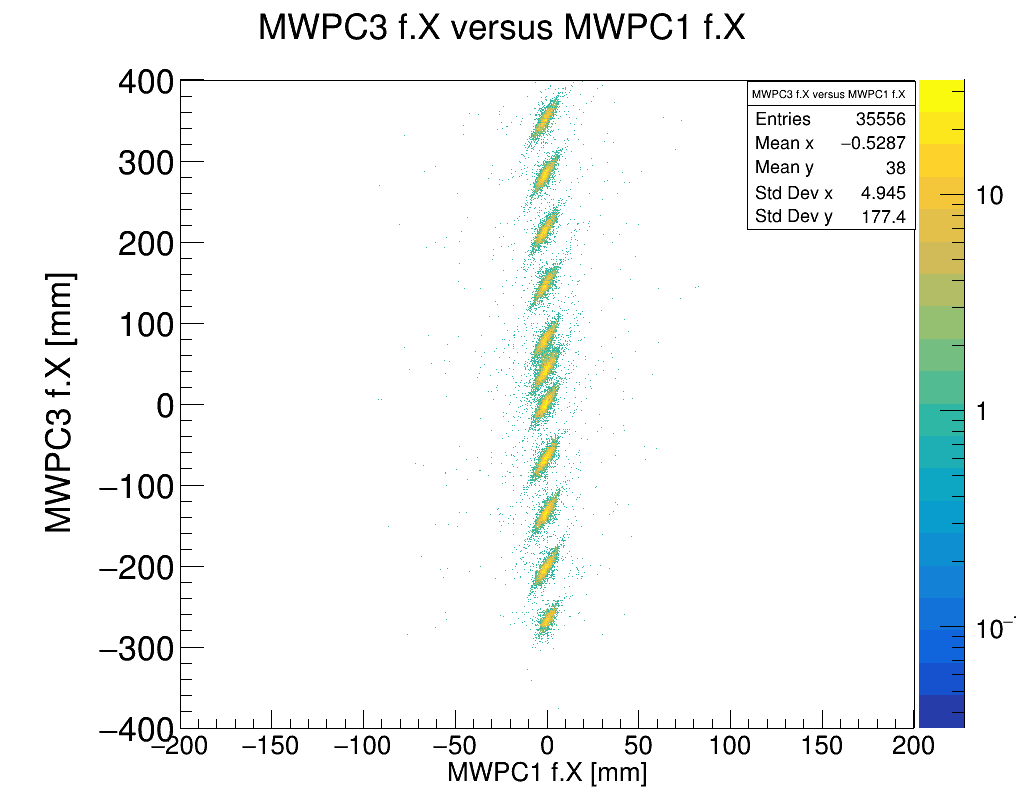 MWPC3 f.X versus MWPC1 f.X
MWPC3 f.X versus MWPC1 f.X
Entries 35556
Mean x −0.5287
Mean y 38
Std Dev x 4.945
Std Dev y 177.4
400
300
200
100
0
−100
−200
−300
−400
MWPC3 f.X [mm]
−200 −150 −100 −50 0 50 100 150 200
MWPC1 f.X [mm]
10
1